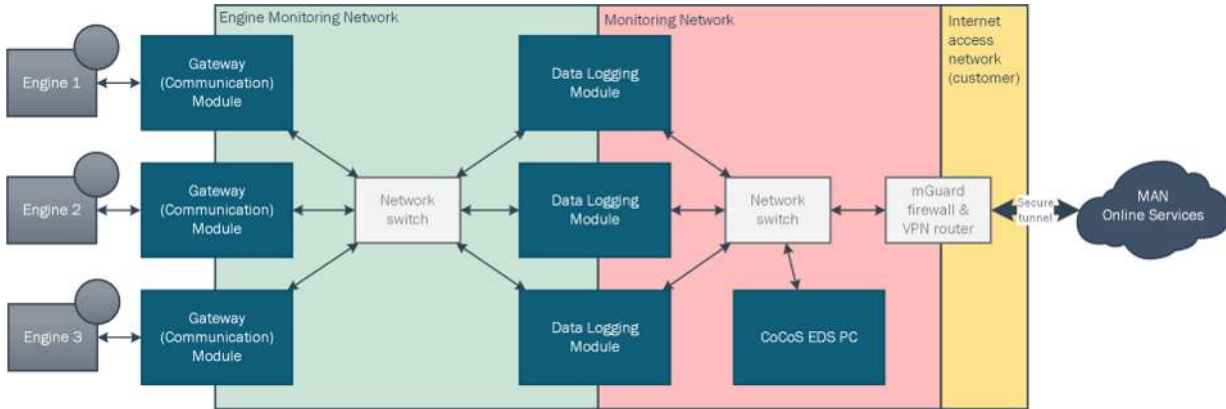 Engine Monitoring Network
Monitoring Network
Internet
access
network
(customer)
Engine 1
Gateway
(Communication)
Module
Data Logging
Module
Engine 2
Gateway
(Communication)
Module
Network
switch
Data Logging
Module
Network
switch
mGuard
firewall &
VPN router
Secure
tunnel
MAN
Online Services
Engine 3
Gateway
(Communication)
Module
Data Logging
Module
CoCoS EDS PC